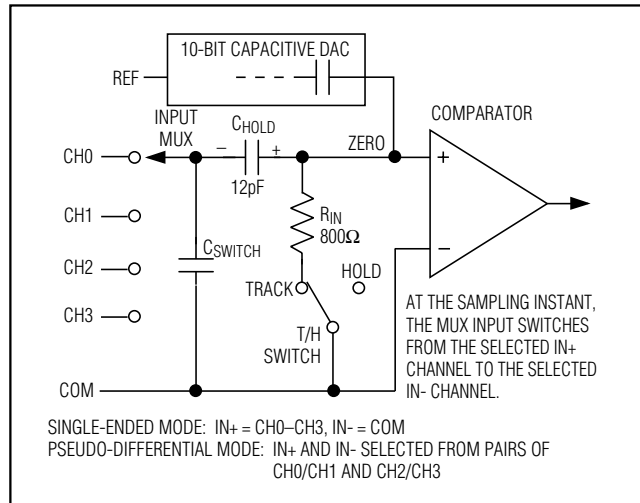 10-BIT CAPACITIVE DAC
REF
COMPARATOR
INPUT
MUX
C_HOLD
ZERO
CH0
− +
+
12pF
R_IN
800Ω
CH1
−
C_SWITCH
CH2
HOLD
TRACK
CH3
T/H
SWITCH
COM
AT THE SAMPLING INSTANT,
THE MUX INPUT SWITCHES
FROM THE SELECTED IN+
CHANNEL TO THE SELECTED
IN- CHANNEL.
SINGLE-ENDED MODE: IN+ = CH0–CH3, IN- = COM
PSEUDO-DIFFERENTIAL MODE: IN+ AND IN- SELECTED FROM PAIRS OF
CH0/CH1 AND CH2/CH3